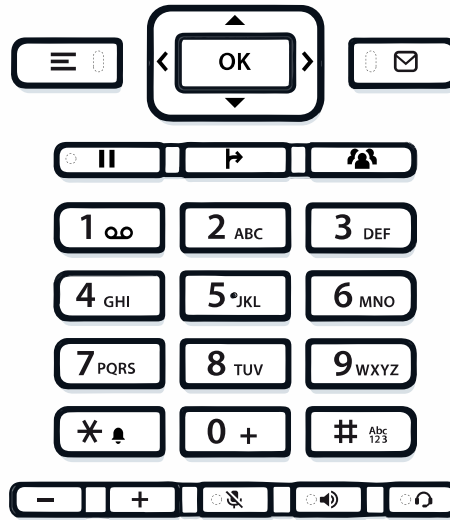 OK
1 2 ABC 3 DEF
4 GHI 5 JKL 6 MNO
7 PQRS 8 TUV 9 WXYZ
* 0 + # Abc 123
- +